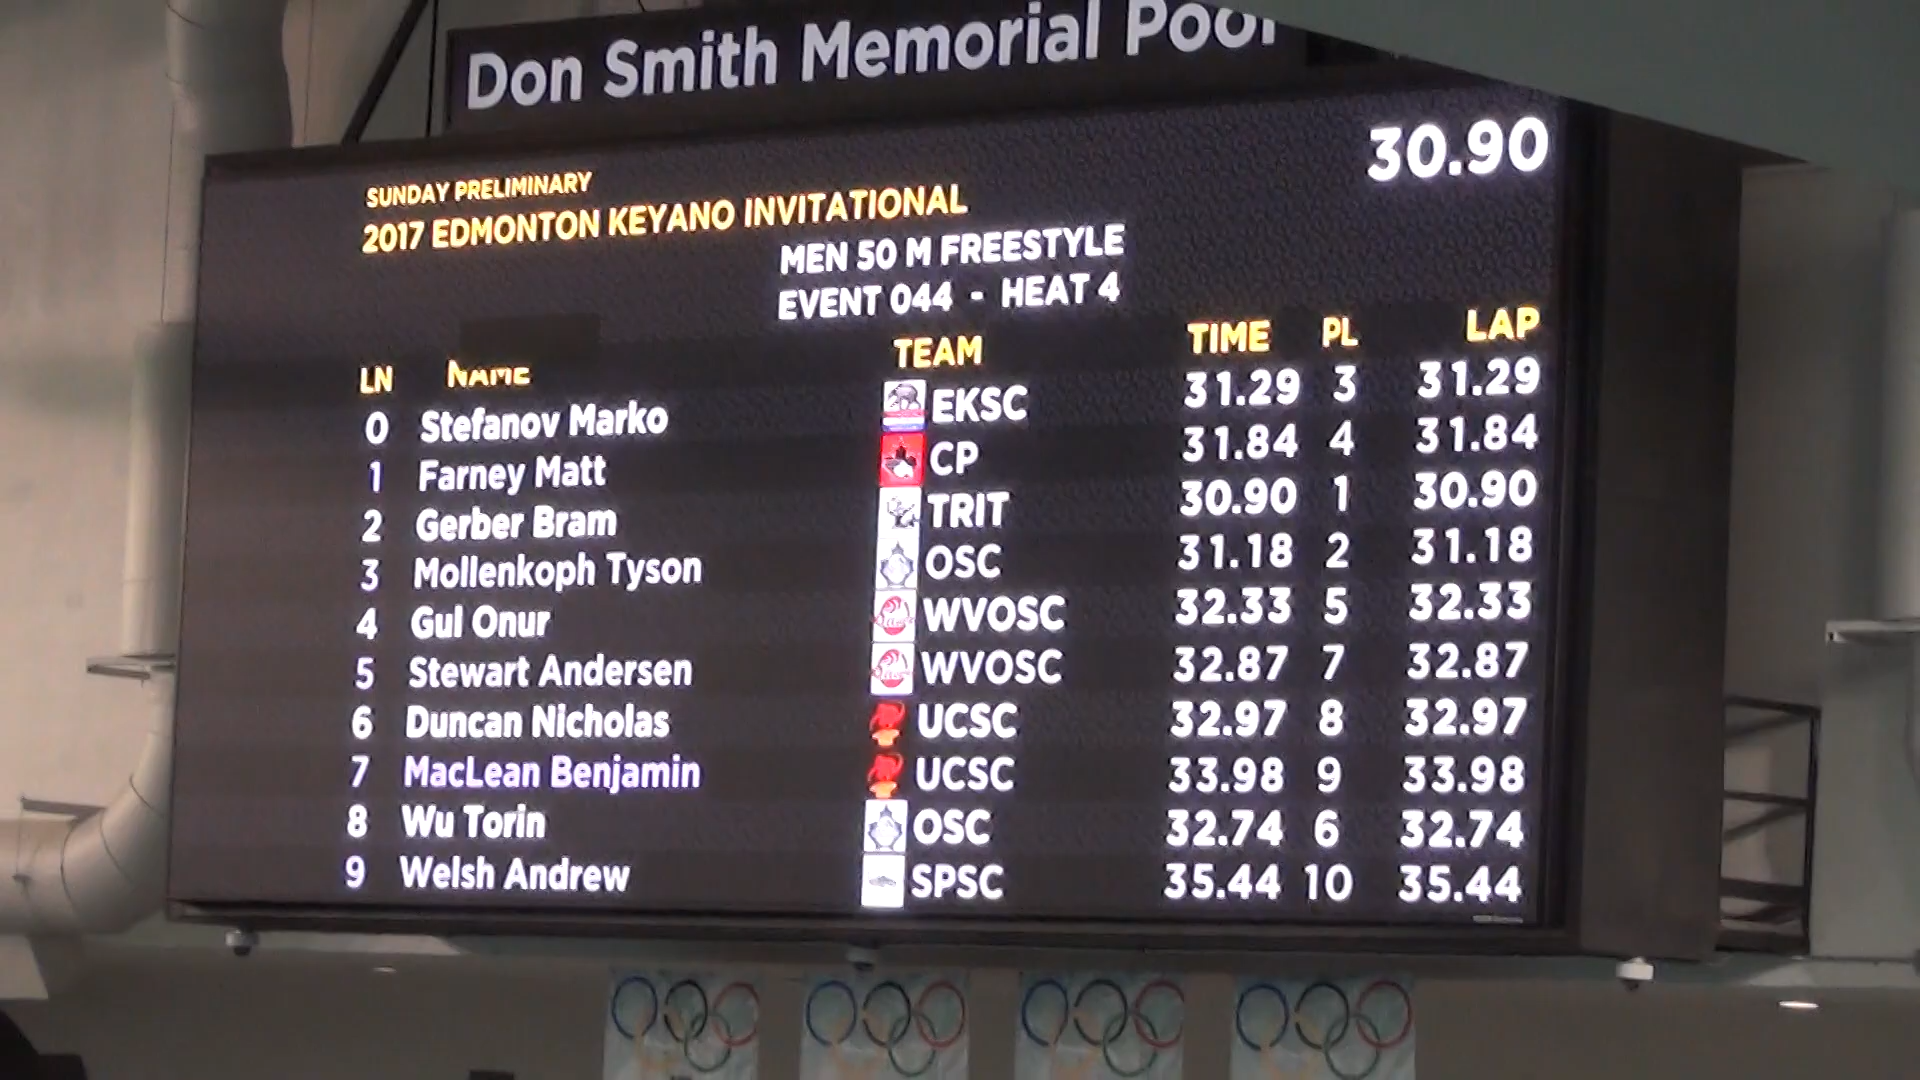 Don Smith Memorial Pool
30.90
SUNDAY PRELIMINARY
2017 EDMONTON KEYANO INVITATIONAL
MEN 50 M FREESTYLE
EVENT 044 - HEAT 4
LN NAME TEAM TIME PL LAP
0 Stefanov Marko EKSC 31.29 3 31.29
1 Farney Matt CP 31.84 4 31.84
2 Gerber Bram TRIT 30.90 1 30.90
3 Mollenkoph Tyson OSC 31.18 2 31.18
4 Gul Onur WVOSC 32.33 5 32.33
5 Stewart Andersen WVOSC 32.87 7 32.87
6 Duncan Nicholas UCSC 32.97 8 32.97
7 MacLean Benjamin UCSC 33.98 9 33.98
8 Wu Torin OSC 32.74 6 32.74
9 Welsh Andrew SPSC 35.44 10 35.44